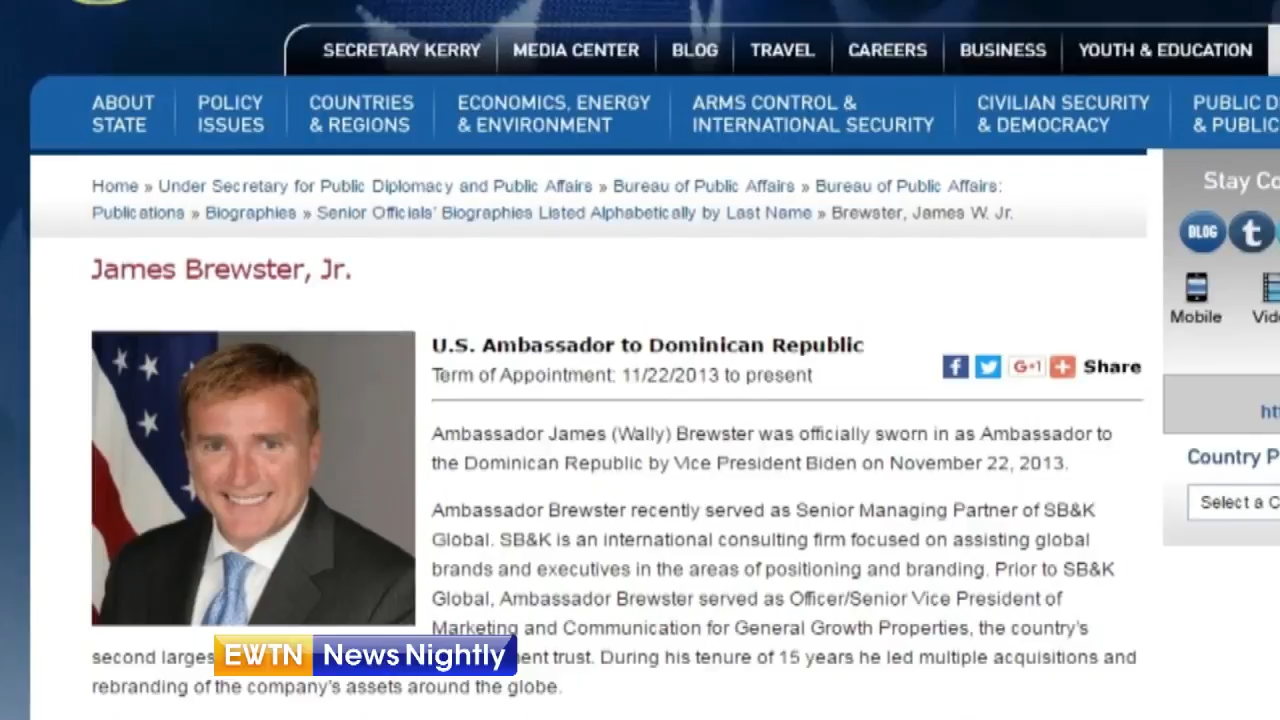 SECRETARY KERRY MEDIA CENTER BLOG TRAVEL CAREERS BUSINESS YOUTH & EDUCATION
ABOUT STATE
POLICY ISSUES
COUNTRIES & REGIONS
ECONOMICS, ENERGY & ENVIRONMENT
ARMS CONTROL & INTERNATIONAL SECURITY
CIVILIAN SECURITY & DEMOCRACY
PUBLIC D
& PUBLIC
Home » Under Secretary for Public Diplomacy and Public Affairs » Bureau of Public Affairs » Bureau of Public Affairs:
Publications » Biographies » Senior Officials' Biographies Listed Alphabetically by Last Name » Brewster, James W. Jr.
James Brewster, Jr.
U.S. Ambassador to Dominican Republic
Term of Appointment: 11/22/2013 to present
f G+1 + Share
Ambassador James (Wally) Brewster was officially sworn in as Ambassador to
the Dominican Republic by Vice President Biden on November 22, 2013.
Ambassador Brewster recently served as Senior Managing Partner of SB&K
Global. SB&K is an international consulting firm focused on assisting global
brands and executives in the areas of positioning and branding. Prior to SB&K
Global, Ambassador Brewster served as Officer/Senior Vice President of
Marketing and Communication for General Growth Properties, the country's
second larges ent trust. During his tenure of 15 years he led multiple acquisitions and
rebranding of the company's assets around the globe.
EWTN News Nightly
Stay Co
BLOG t
Mobile Vide
ht
Country P
Select a C